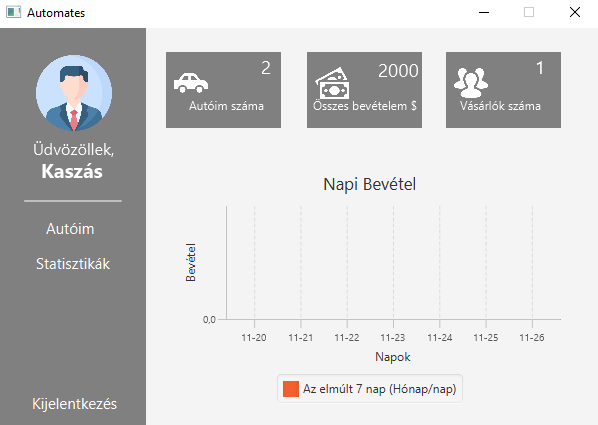 Automates
Üdvözöllek,
Kaszás
Autóim
Statisztikák
Kijelentkezés
2
Autóim száma
2000
Összes bevételem $
1
Vásárlók száma
Napi Bevétel
Bevétel
0,0
11-20 11-21 11-22 11-23 11-24 11-25 11-26
Napok
Az elmúlt 7 nap (Hónap/nap)